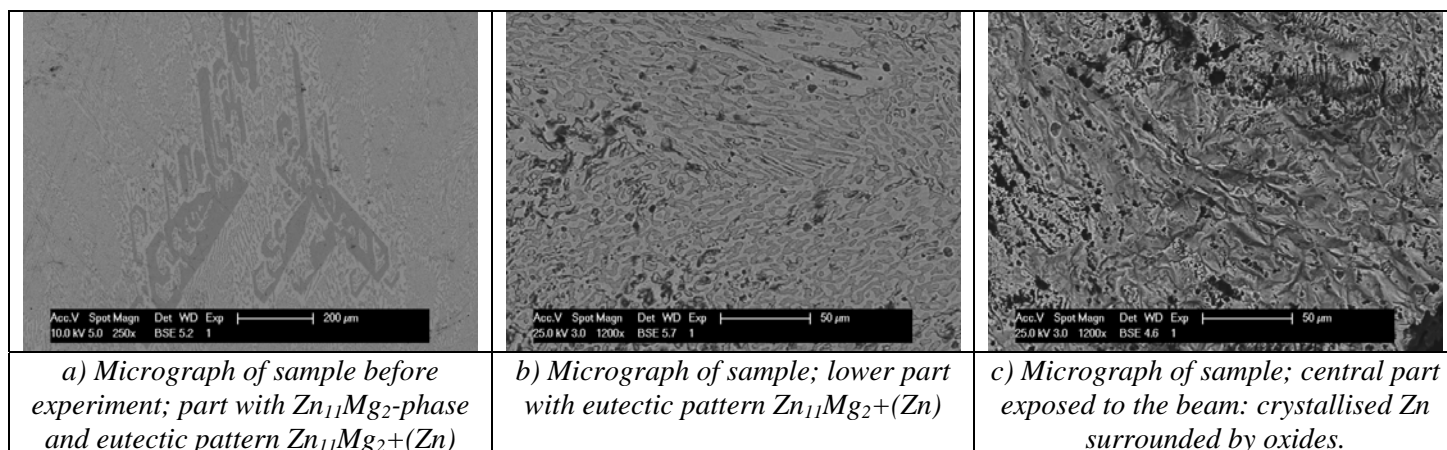 Acc.V Spot Magn Det WD Exp 200 µm
10.0 kV 5.0 250x BSE 5.2 1
Acc.V Spot Magn Det WD Exp 50 µm
25.0 kV 3.0 1200x BSE 5.7 1
Acc.V Spot Magn Det WD Exp 50 µm
25.0 kV 3.0 1200x BSE 4.6 1
a) Micrograph of sample before
experiment; part with Zn₁₁Mg₂-phase
and eutectic pattern Zn₁₁Mg₂+(Zn)
b) Micrograph of sample; lower part
with eutectic pattern Zn₁₁Mg₂+(Zn)
c) Micrograph of sample; central part
exposed to the beam: crystallised Zn
surrounded by oxides.